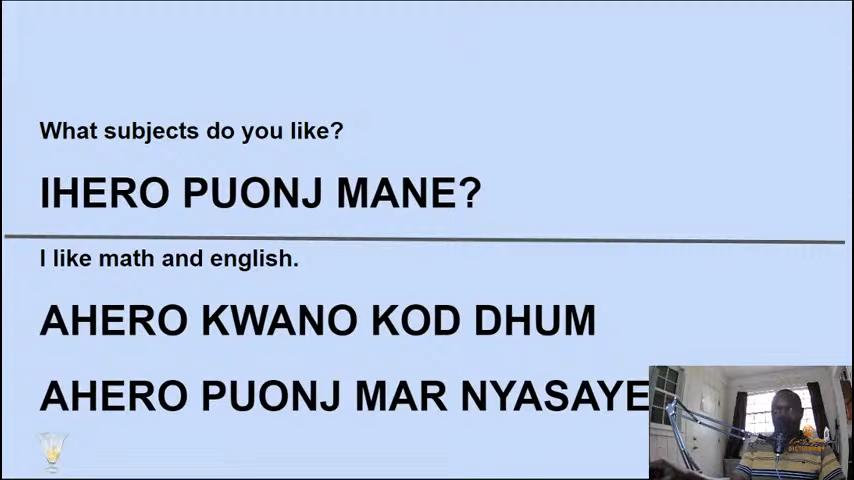 What subjects do you like?
IHERO PUONJ MANE?
I like math and english.
AHERO KWANO KOD DHUM
AHERO PUONJ MAR NYASAYE
DICTIONARY